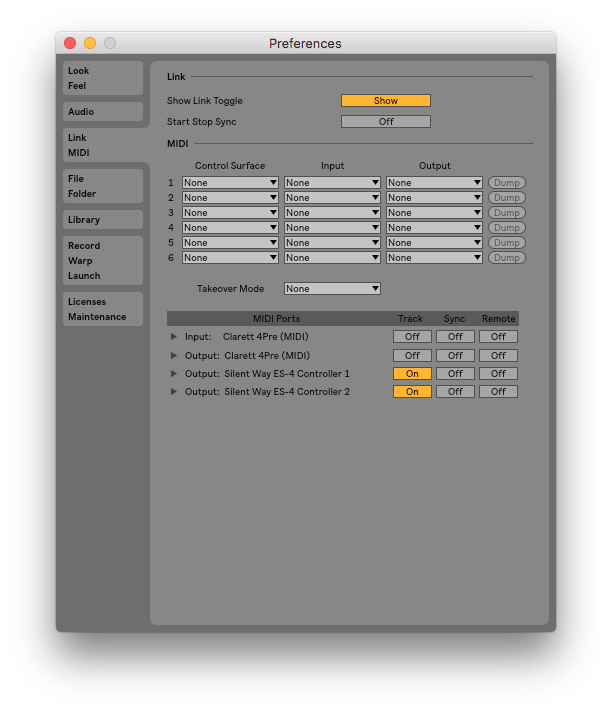 Preferences
Look
Feel
Audio
Link
MIDI
File
Folder
Library
Record
Warp
Launch
Licenses
Maintenance
Link
Show Link Toggle Show
Start Stop Sync Off
MIDI
Control Surface Input Output
1 None None None Dump
2 None None None Dump
3 None None None Dump
4 None None None Dump
5 None None None Dump
6 None None None Dump
Takeover Mode None
MIDI Ports Track Sync Remote
Input: Clarett 4Pre (MIDI) Off Off Off
Output: Clarett 4Pre (MIDI) Off Off Off
Output: Silent Way ES-4 Controller 1 On Off Off
Output: Silent Way ES-4 Controller 2 On Off Off